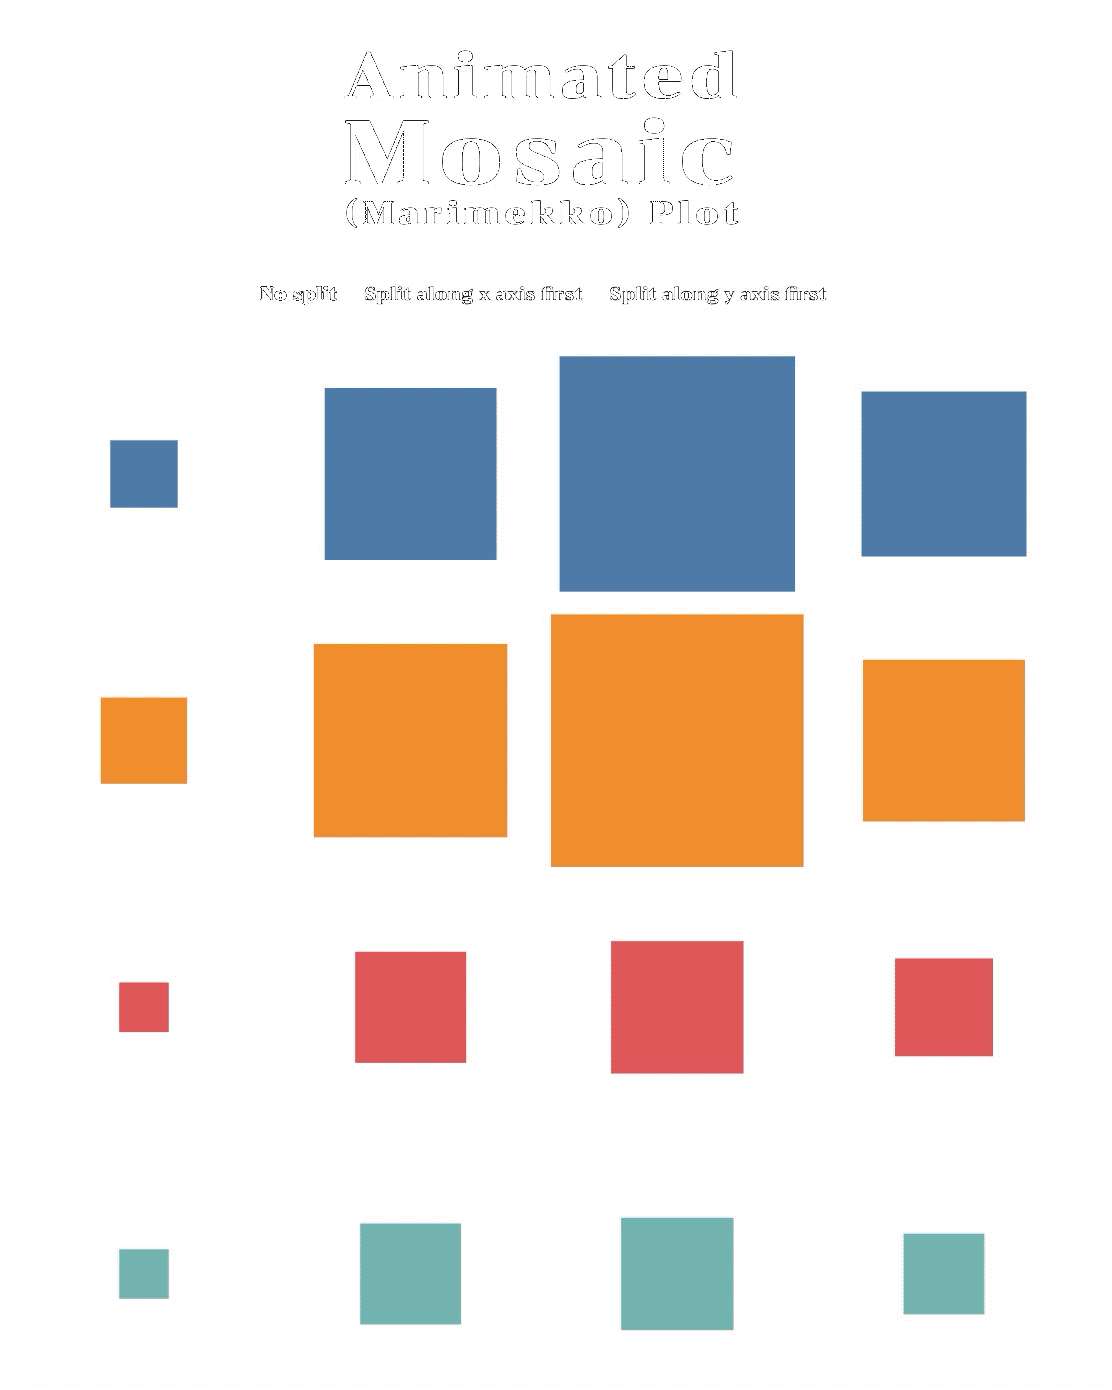 Animated
Mosaic
(Marimekko) Plot
No split Split along x axis first Split along y axis first